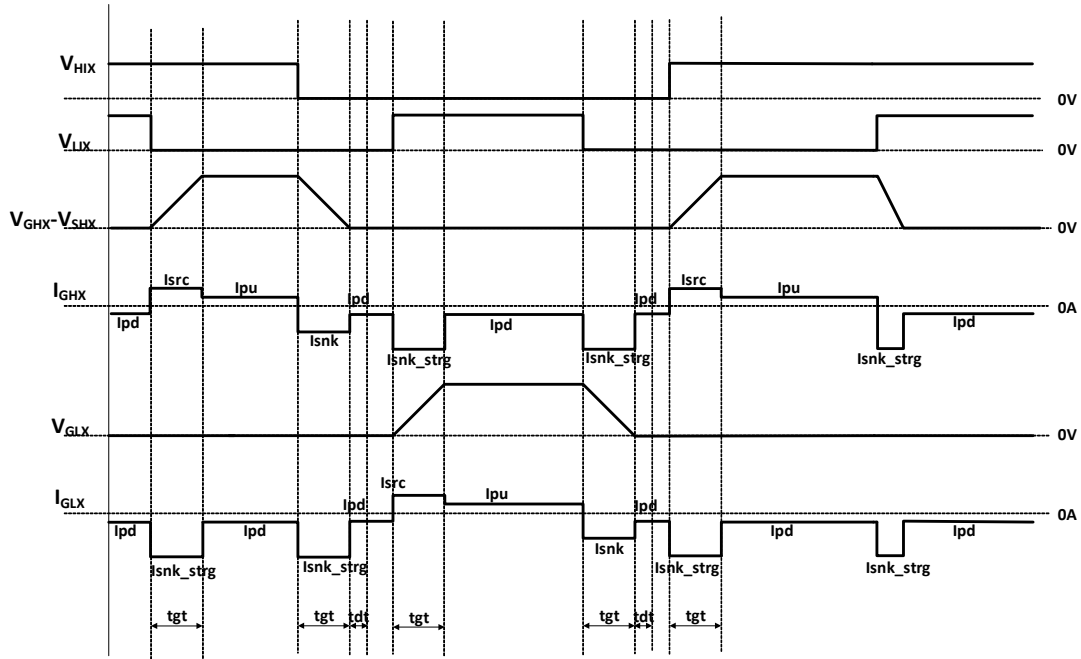 VHIX
0V
VLIX
0V
VGHX-VSHX
0V
Isrc
Isrc
IGHX
Ipu
Ipd
Ipd
Ipu
0A
Ipd
Isnk
Ipd
Ipd
Isnk_strg
Isnk_strg
Isnk_strg
VGLX
0V
Isrc
IGLX
Ipd
Ipu
Ipd
0A
Ipd
Ipd
Ipd
Ipd
Isnk
Isnk_strg
Isnk_strg
Isnk_strg
Isnk_strg
tgt
tgt
tdt
tgt
tgt
tdt
tgt